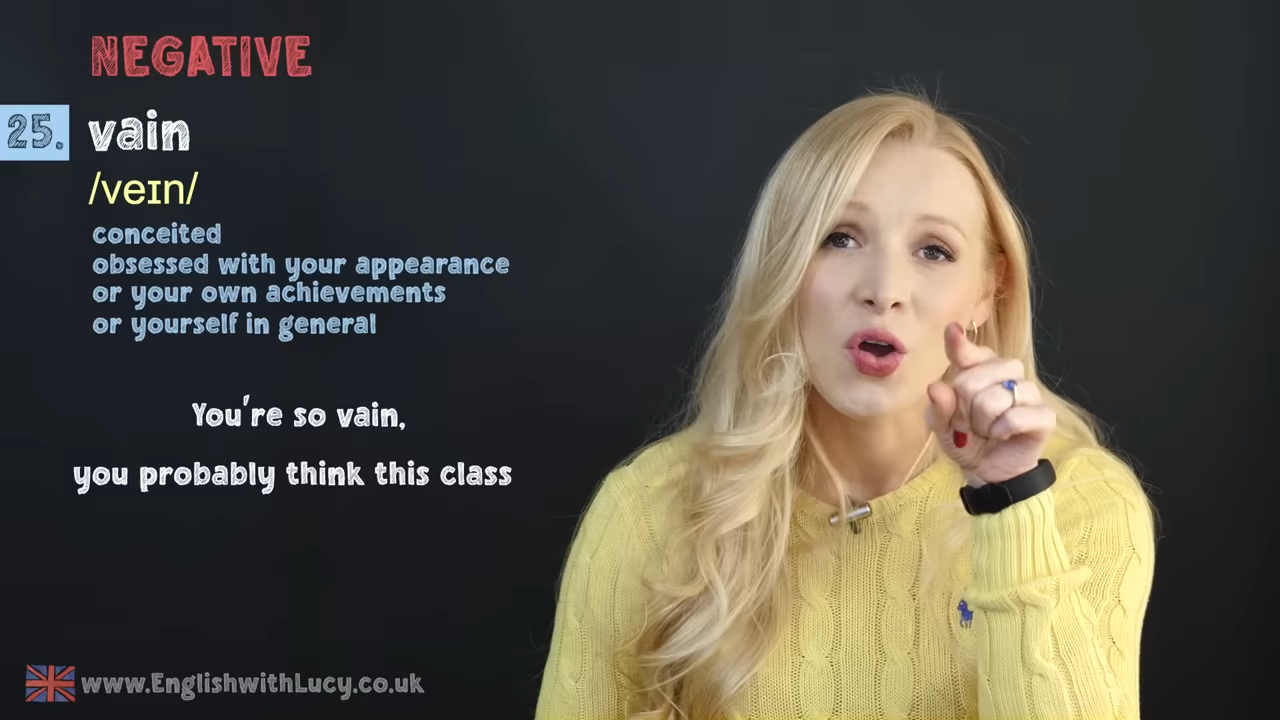 NEGATIVE
25. vain
/veɪn/
conceited
obsessed with your appearance
or your own achievements
or yourself in general
You're so vain,
you probably think this class
www.EnglishwithLucy.co.uk